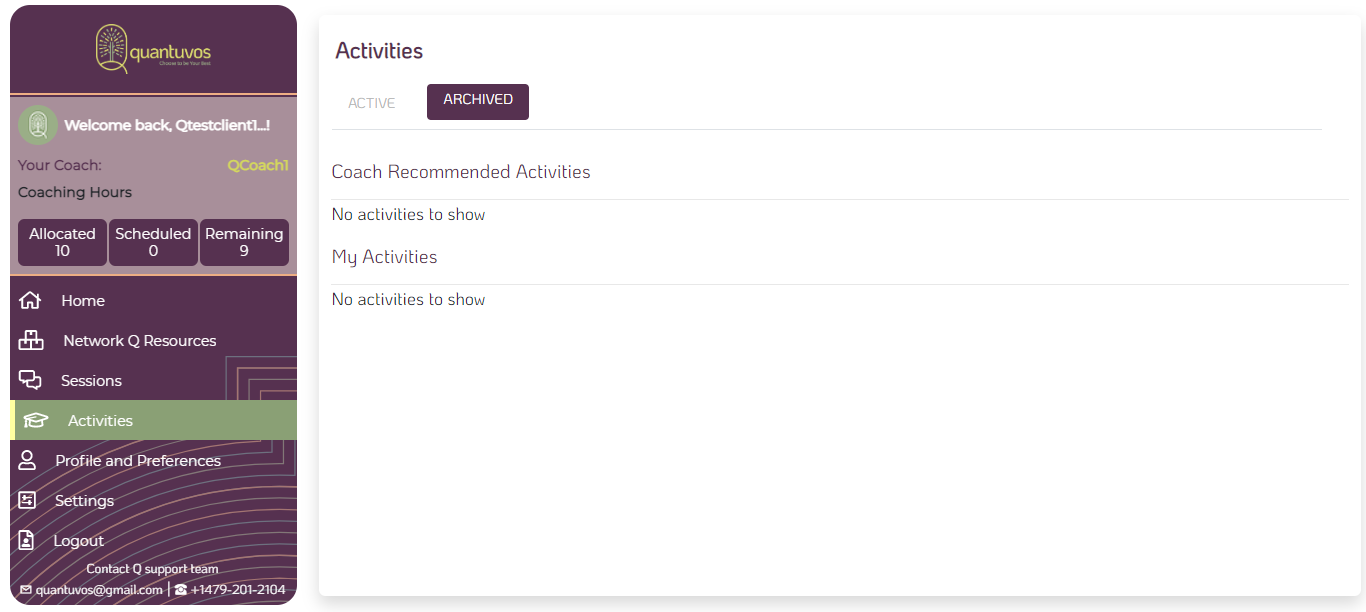 quantuvos
Choose to be Your Best
Welcome back, Qtestclient1...!
Your Coach: QCoach1
Coaching Hours
Allocated Scheduled Remaining
10 0 9
Home
Network Q Resources
Sessions
Activities
Profile and Preferences
Settings
Logout
Contact Q support team
quantuvos@gmail.com | +1479-201-2104
Activities
ACTIVE ARCHIVED
Coach Recommended Activities
No activities to show
My Activities
No activities to show